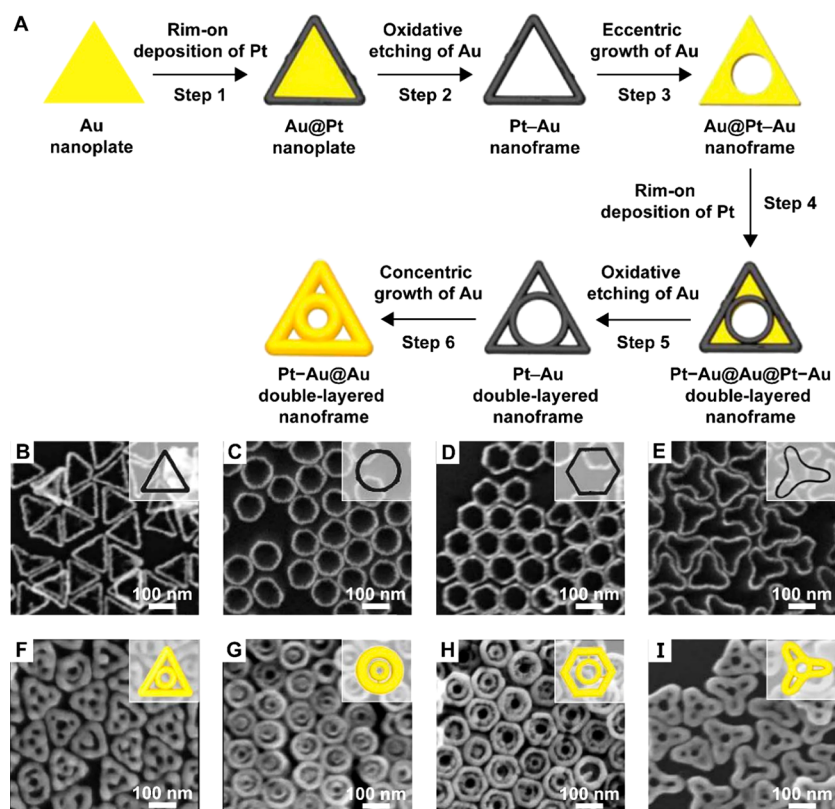 A
Rim-on
deposition of Pt
Step 1
Oxidative
etching of Au
Step 2
Eccentric
growth of Au
Step 3
Au
nanoplate
Au@Pt
nanoplate
Pt–Au
nanoframe
Au@Pt–Au
nanoframe
Rim-on
deposition of Pt
Step 4
Concentric
growth of Au
Step 6
Oxidative
etching of Au
Step 5
Pt–Au@Au
double-layered
nanoframe
Pt–Au
double-layered
nanoframe
Pt–Au@Au@Pt–Au
double-layered
nanoframe
B
100 nm
C
100 nm
D
100 nm
E
100 nm
F
100 nm
G
100 nm
H
100 nm
I
100 nm